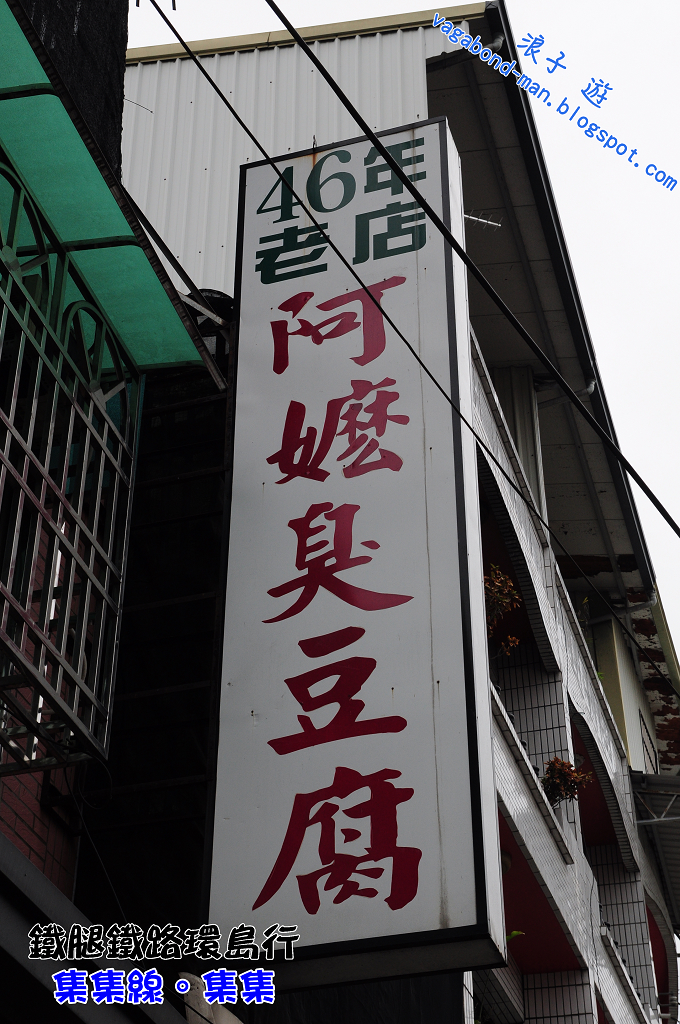 浪子 遊
vagabond-man.blogspot.com
46年
老店
阿嬤臭豆腐
鐵腿鐵路環島行
集集線。集集